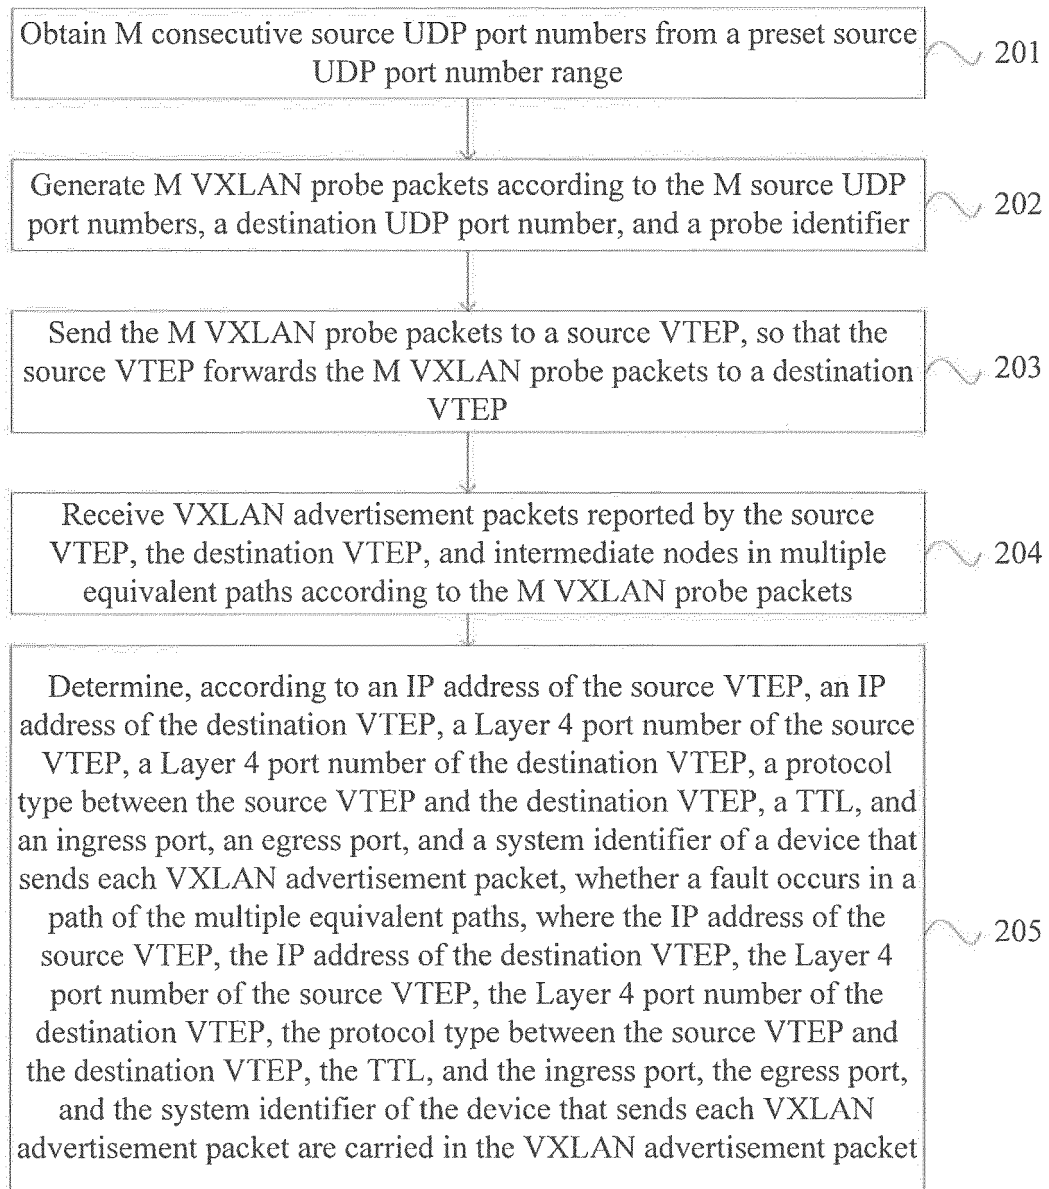 Obtain M consecutive source UDP port numbers from a preset source
UDP port number range
201
Generate M VXLAN probe packets according to the M source UDP
port numbers, a destination UDP port number, and a probe identifier
202
Send the M VXLAN probe packets to a source VTEP, so that the
source VTEP forwards the M VXLAN probe packets to a destination
VTEP
203
Receive VXLAN advertisement packets reported by the source
VTEP, the destination VTEP, and intermediate nodes in multiple
equivalent paths according to the M VXLAN probe packets
204
Determine, according to an IP address of the source VTEP, an IP
address of the destination VTEP, a Layer 4 port number of the source
VTEP, a Layer 4 port number of the destination VTEP, a protocol
type between the source VTEP and the destination VTEP, a TTL, and
an ingress port, an egress port, and a system identifier of a device that
sends each VXLAN advertisement packet, whether a fault occurs in a
path of the multiple equivalent paths, where the IP address of the
source VTEP, the IP address of the destination VTEP, the Layer 4
port number of the source VTEP, the Layer 4 port number of the
destination VTEP, the protocol type between the source VTEP and
the destination VTEP, the TTL, and the ingress port, the egress port,
and the system identifier of the device that sends each VXLAN
advertisement packet are carried in the VXLAN advertisement packet
205